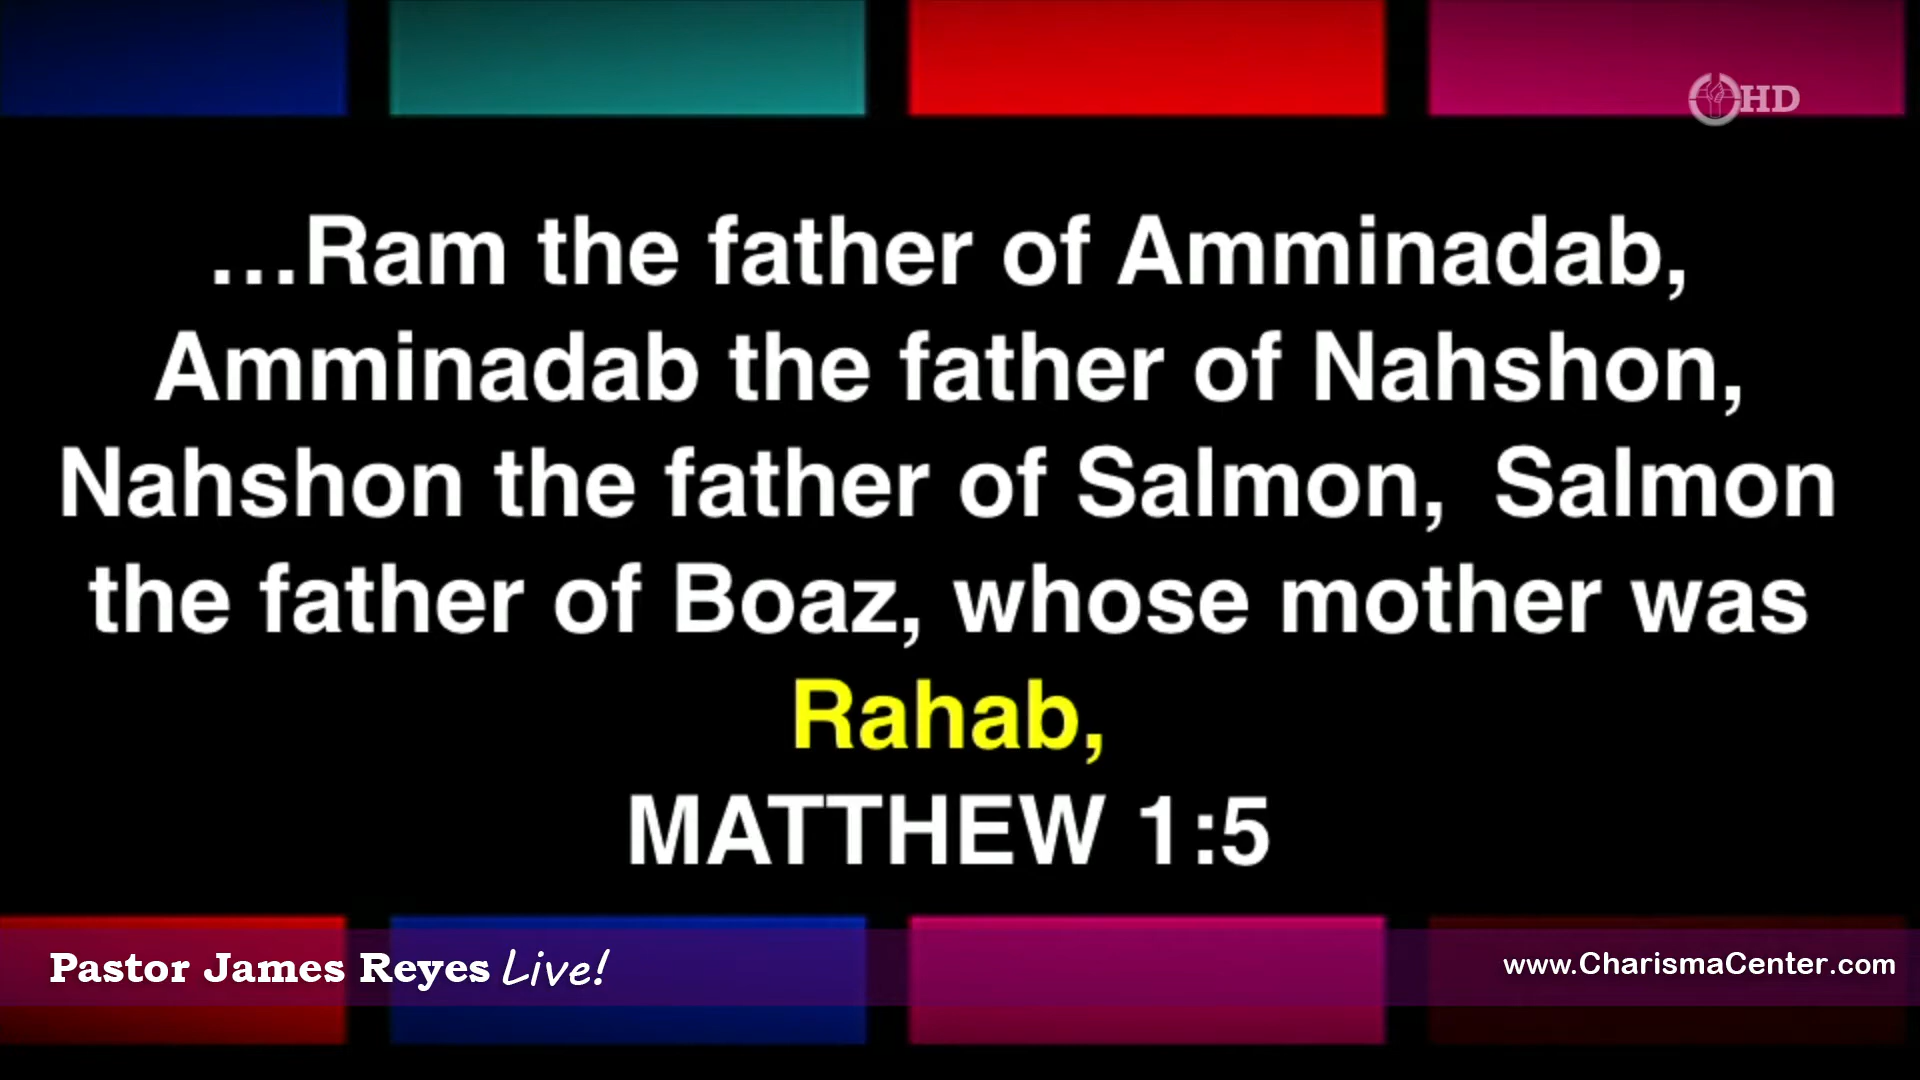 HD
…Ram the father of Amminadab,
Amminadab the father of Nahshon,
Nahshon the father of Salmon,  Salmon
the father of Boaz, whose mother was
Rahab,
MATTHEW 1:5
Pastor James Reyes Live!
www.CharismaCenter.com